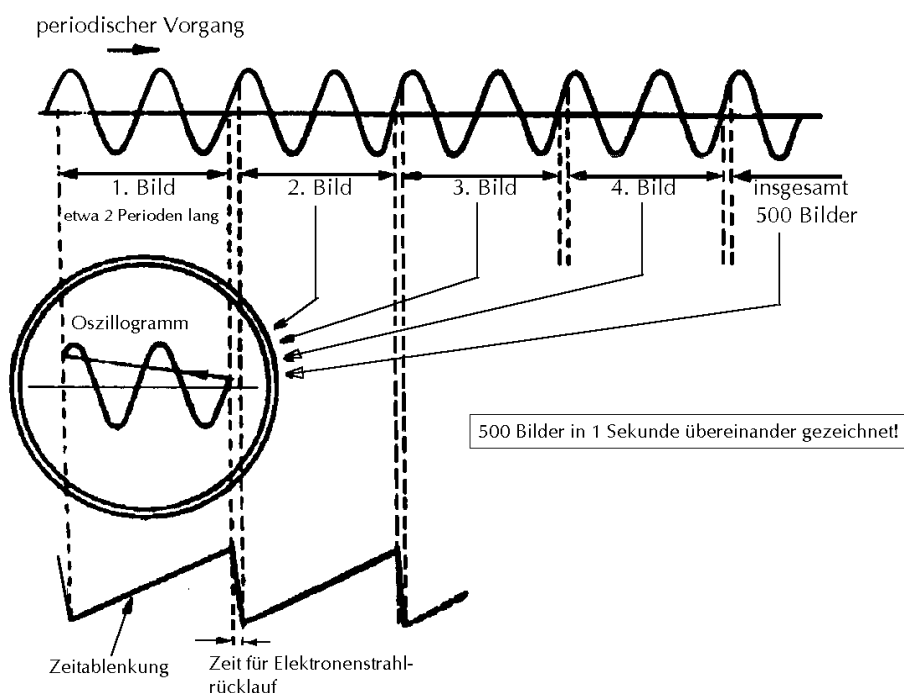 periodischer Vorgang
1. Bild
2. Bild
3. Bild
4. Bild
insgesamt
500 Bilder
etwa 2 Perioden lang
Oszillogramm
500 Bilder in 1 Sekunde übereinander gezeichnet!
Zeitablenkung
Zeit für Elektronenstrahl-
rücklauf